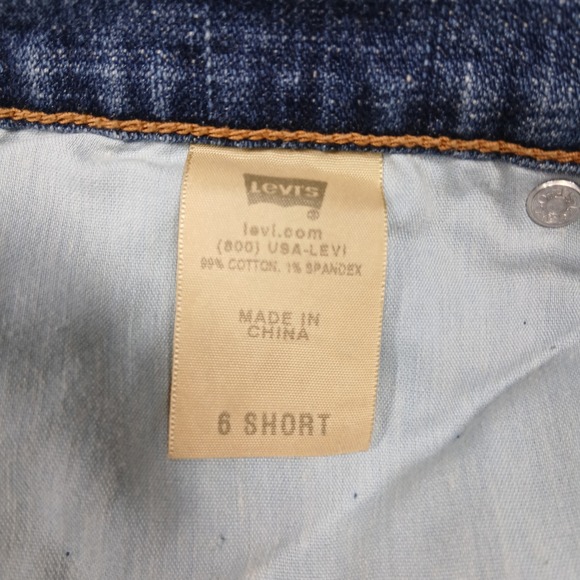 Levi's
®
levi.com
(800) USA-LEVI
99% COTTON. 1% SPANDEX
MADE IN
CHINA
6 SHORT